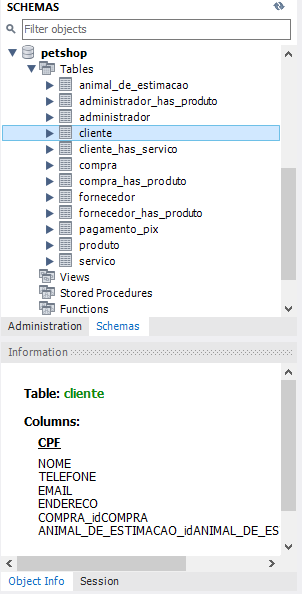 SCHEMAS
Filter objects
petshop
Tables
animal_de_estimacao
administrador_has_produto
administrador
cliente
cliente_has_servico
compra
compra_has_produto
fornecedor
fornecedor_has_produto
pagamento_pix
produto
servico
Views
Stored Procedures
Functions
Administration Schemas
Information
Table: cliente
Columns:
CPF
NOME
TELEFONE
EMAIL
ENDERECO
COMPRA_idCOMPRA
ANIMAL_DE_ESTIMACAO_idANIMAL_DE_ES
Object Info Session